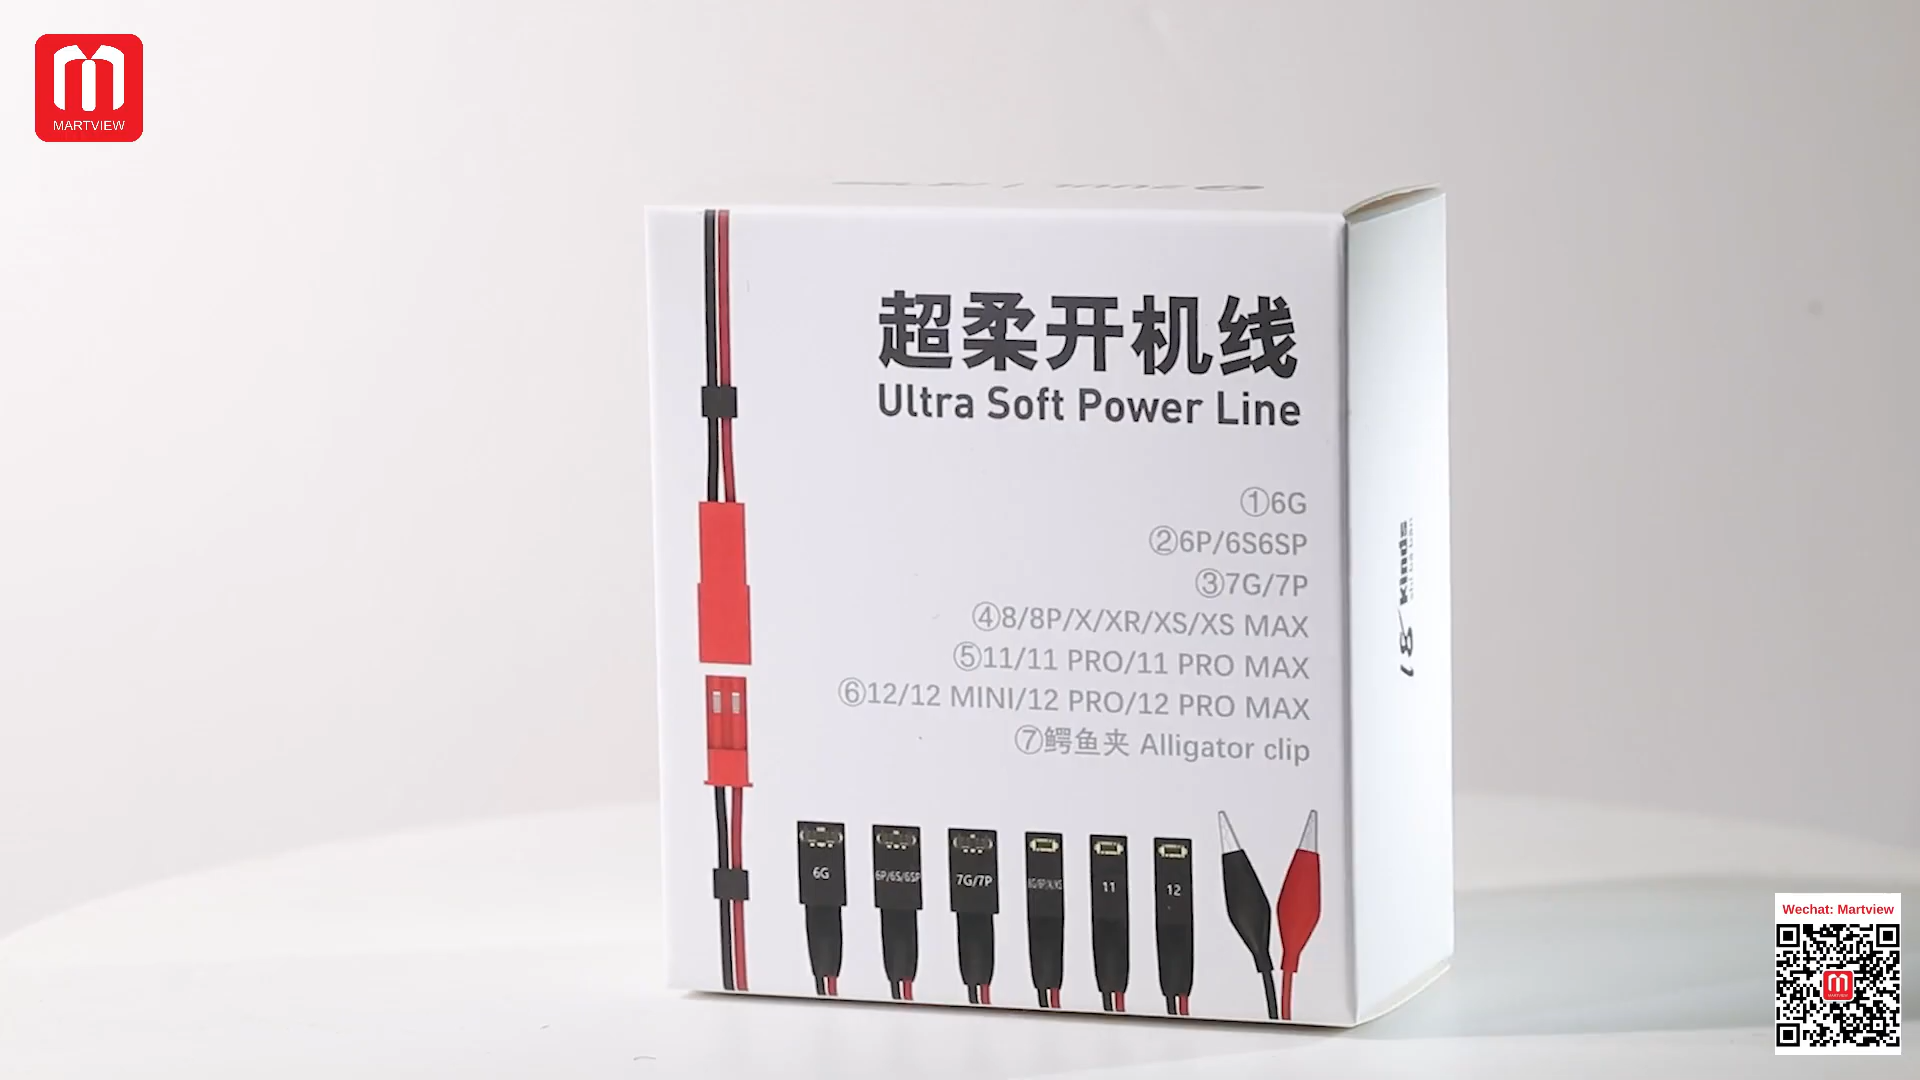 MARTVIEW
超柔开机线
Ultra Soft Power Line
①6G
②6P/6S6SP
③7G/7P
④8/8P/X/XR/XS/XS MAX
⑤11/11 PRO/11 PRO MAX
⑥12/12 MINI/12 PRO/12 PRO MAX
⑦鳄鱼夹 Alligator clip
6G
6P/6S/6SP
7G/7P
11
12
18 kinds
Wechat: Martview